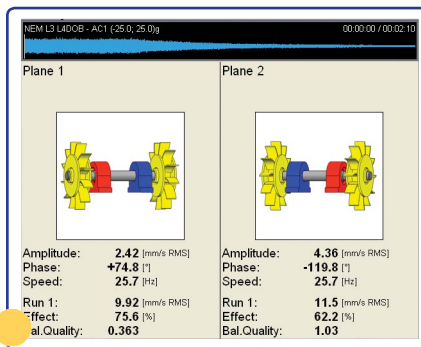 NEM L3 L4DOB - AC1 (-25.0; 25.0)g 00:00:00 / 00:02:10
Plane 1
Amplitude: 2.42 [mm/s RMS]
Phase: +74.8 [°]
Speed: 25.7 [Hz]
Run 1: 9.92 [mm/s RMS]
Effect: 75.6 [%]
Bal.Quality: 0.363
Plane 2
Amplitude: 4.36 [mm/s RMS]
Phase: -119.8 [°]
Speed: 25.7 [Hz]
Run 1: 11.5 [mm/s RMS]
Effect: 62.2 [%]
Bal.Quality: 1.03